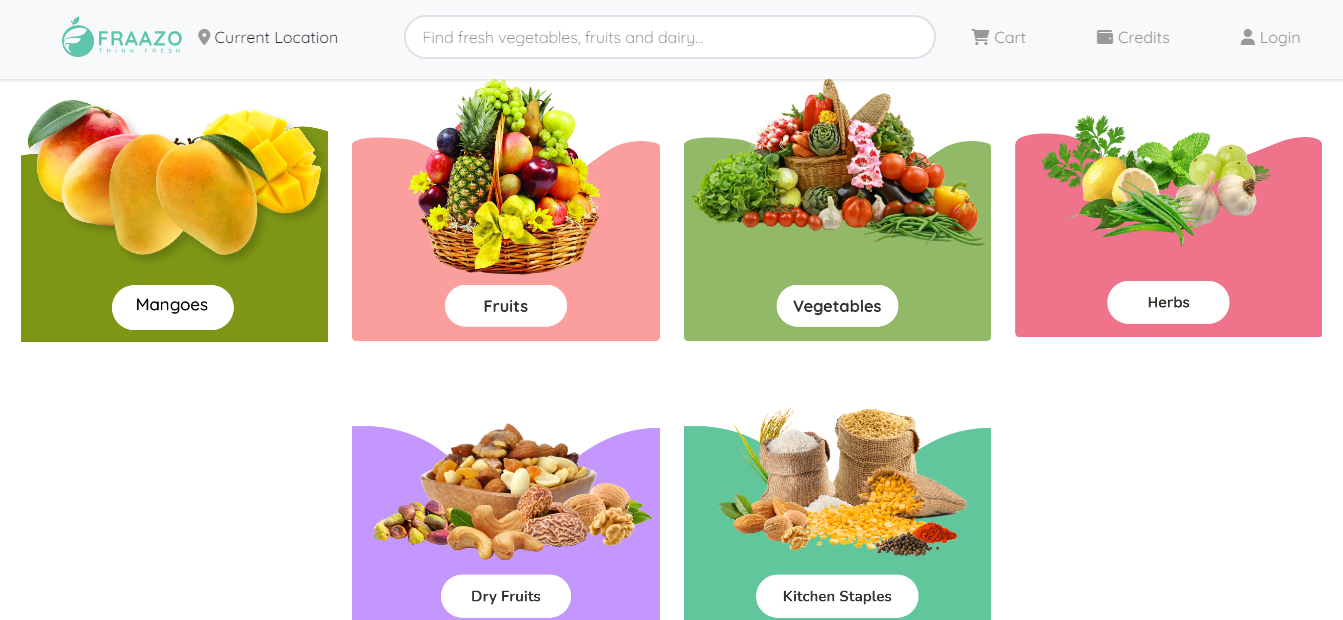 FRAAZO
THINK FRESH
Current Location
Find fresh vegetables, fruits and dairy...
Cart
Credits
Login
Mangoes
Fruits
Vegetables
Herbs
Dry Fruits
Kitchen Staples